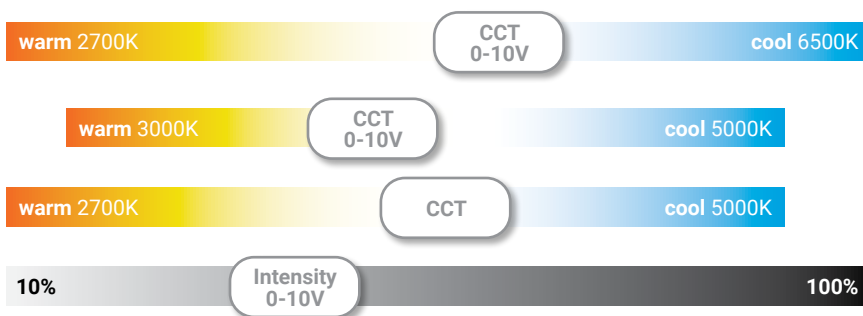 warm 2700K
CCT
0-10V
cool 6500K
warm 3000K
CCT
0-10V
cool 5000K
warm 2700K
CCT
cool 5000K
10%
Intensity
0-10V
100%